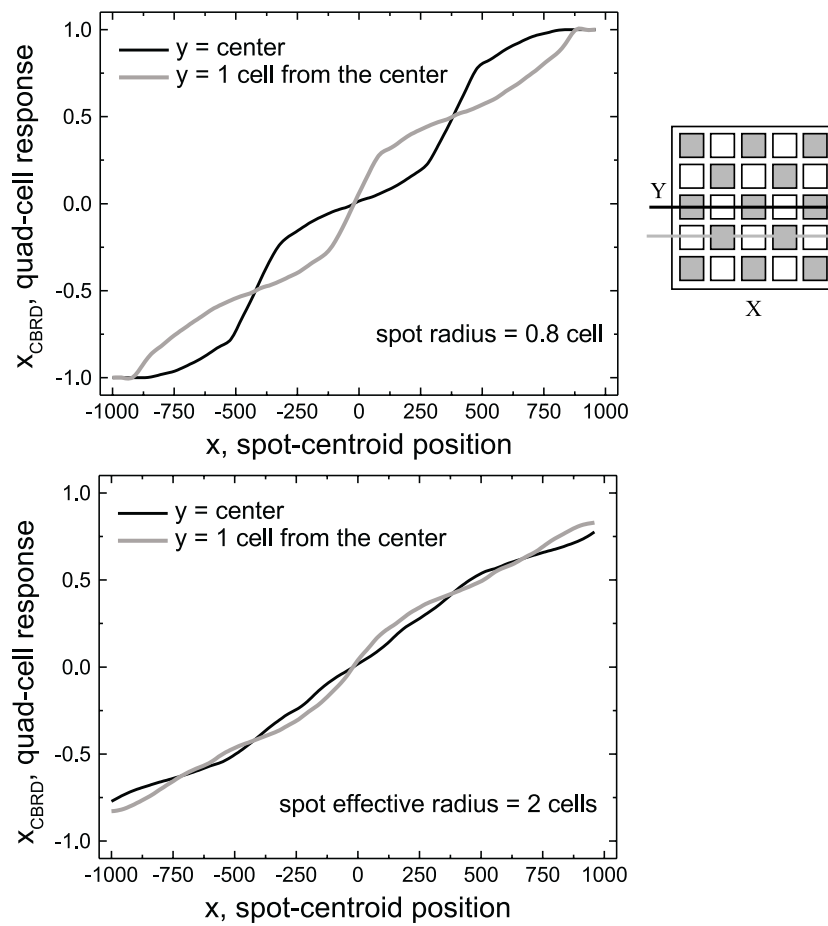 1.0
0.5
0.0
-0.5
-1.0
x_CBRD, quad-cell response
y = center
y = 1 cell from the center
spot radius = 0.8 cell
-1000 -750 -500 -250 0 250 500 750 1000
x, spot-centroid position
Y
X
1.0
0.5
0.0
-0.5
-1.0
x_CBRD, quad-cell response
y = center
y = 1 cell from the center
spot effective radius = 2 cells
-1000 -750 -500 -250 0 250 500 750 1000
x, spot-centroid position